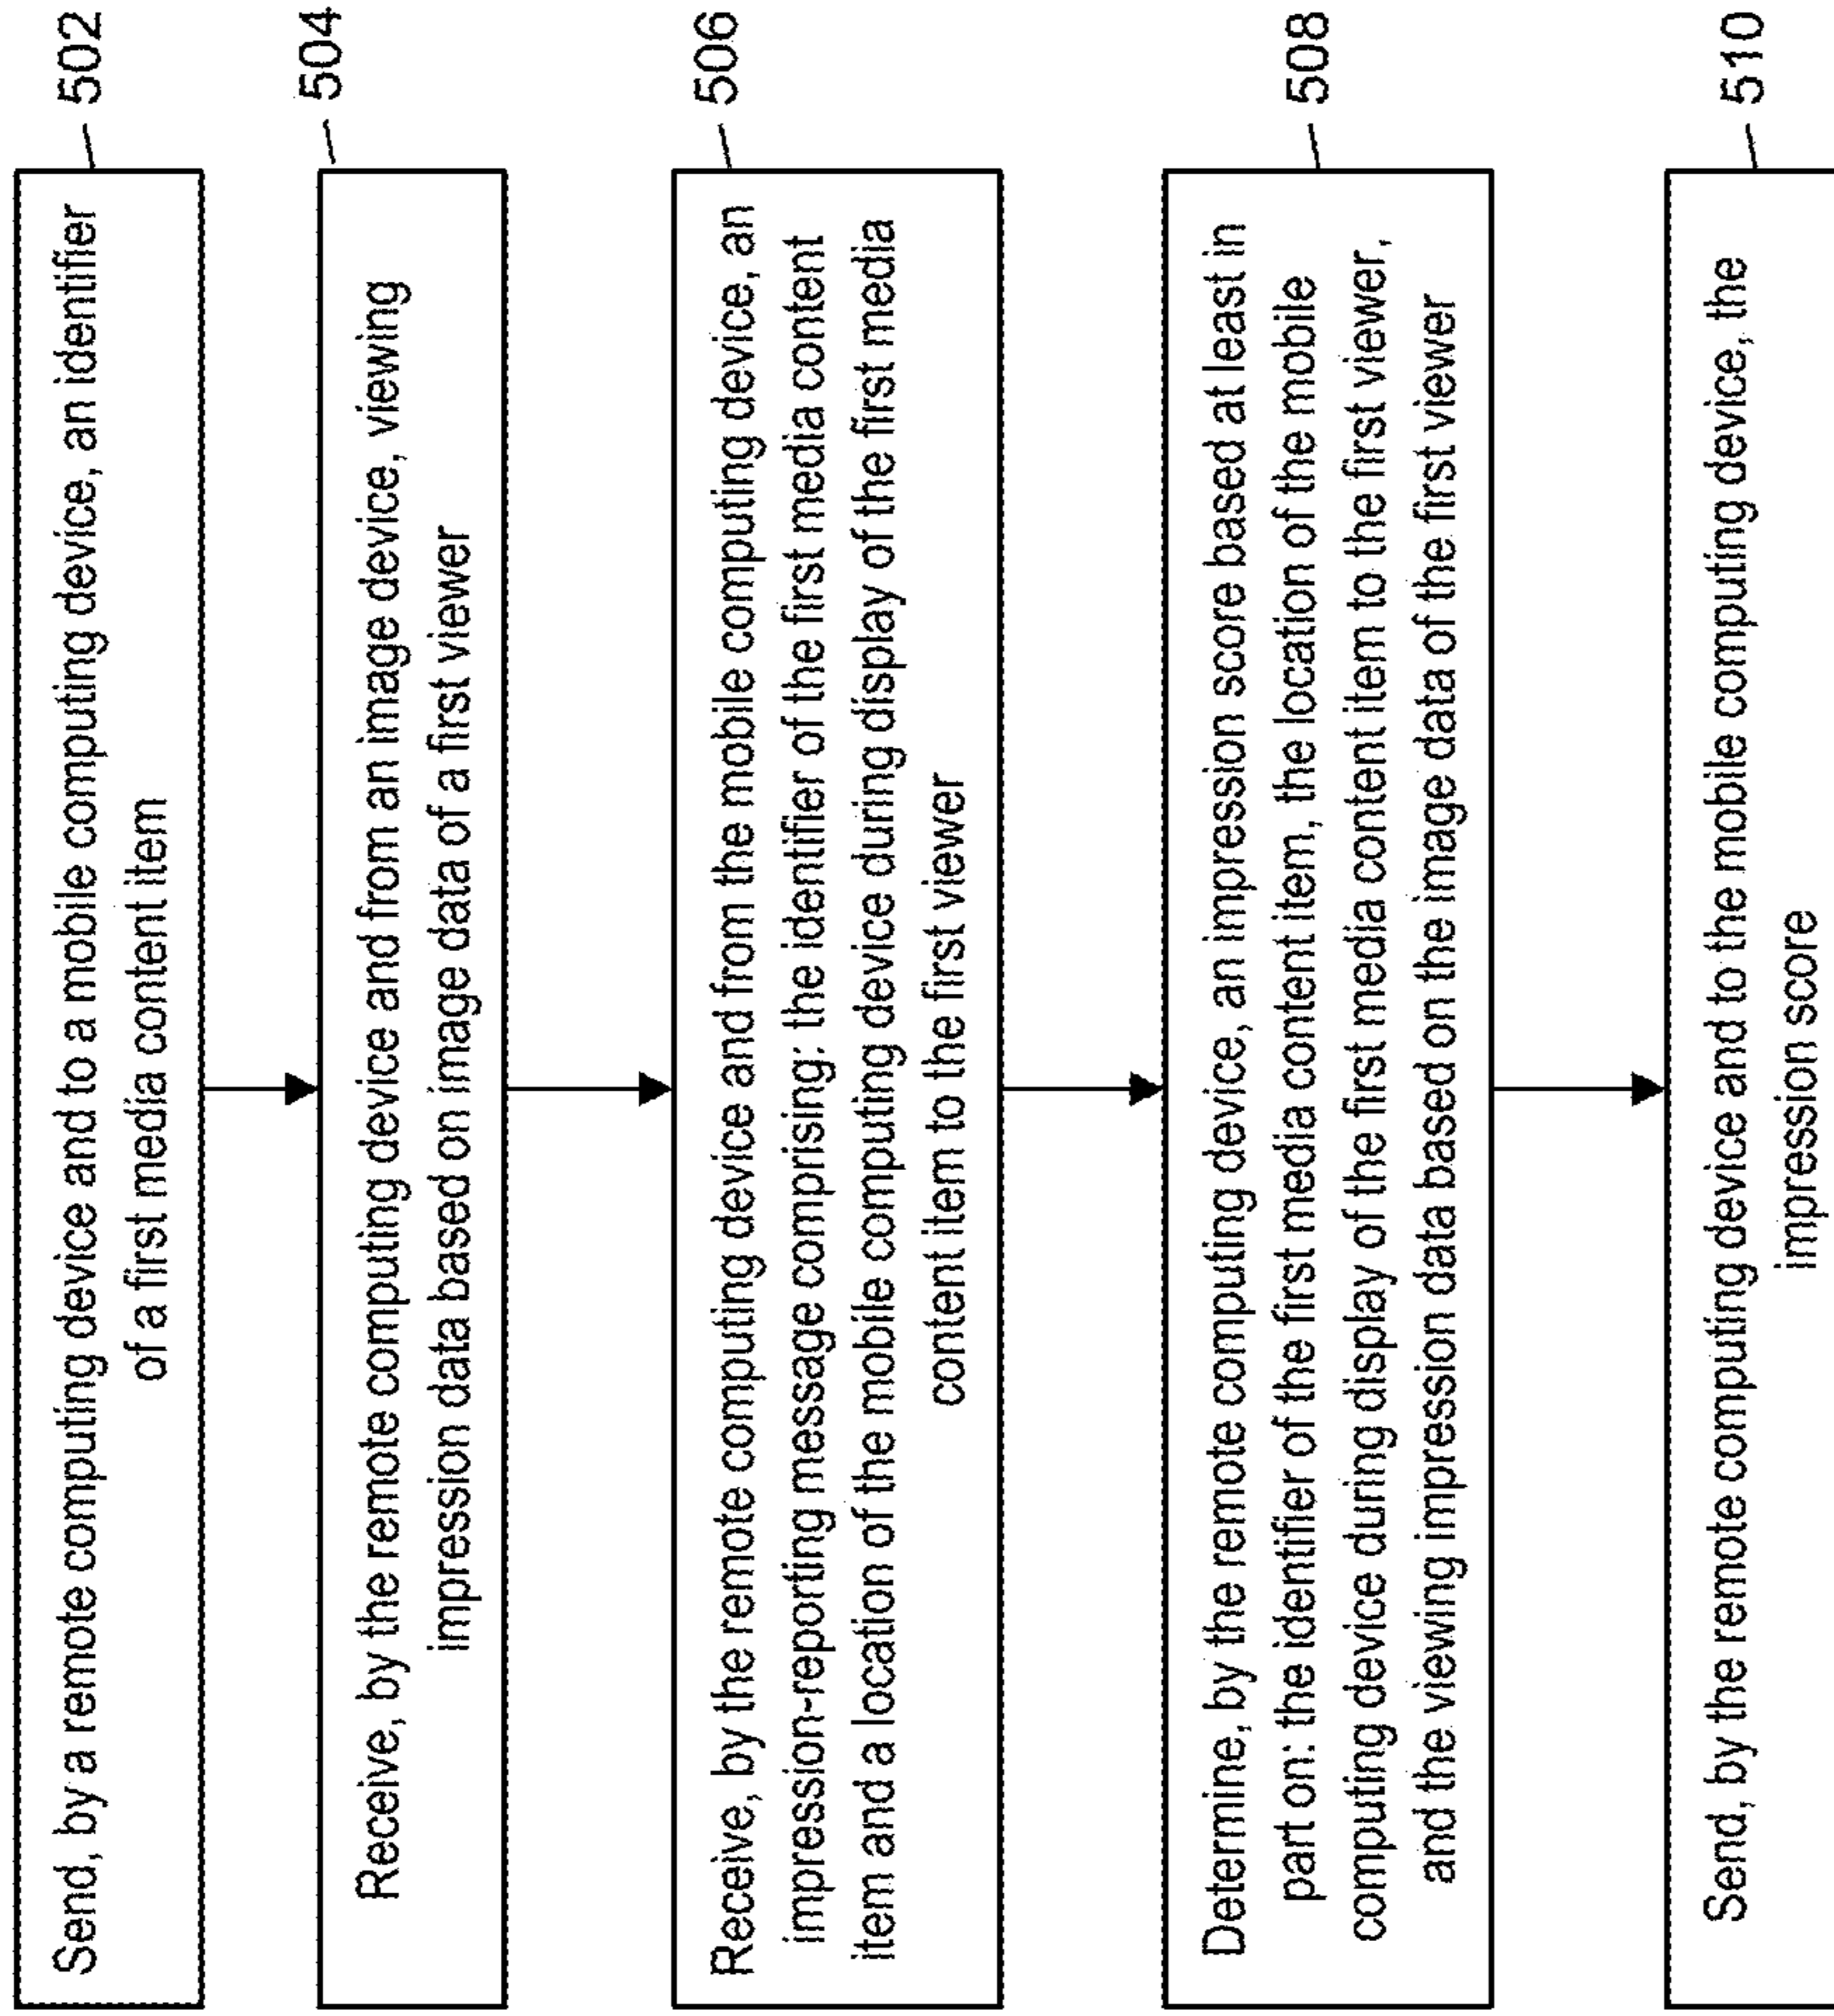 Send, by a remote computing device and to a mobile computing device, an identifier
of a first media content item
502
Receive, by the remote computing device and from an image device, viewing
impression data based on image data of a first viewer
504
Receive, by the remote computing device and from the mobile computing device, an
impression-reporting message comprising: the identifier of the first media content
item and a location of the mobile computing device during display of the first media
content item to the first viewer
506
Determine, by the remote computing device, an impression score based at least in
part on: the identifier of the first media content item, the location of the mobile
computing device during display of the first media content item to the first viewer,
and the viewing impression data based on the image data of the first viewer
508
Send, by the remote computing device and to the mobile computing device, the
impression score
510